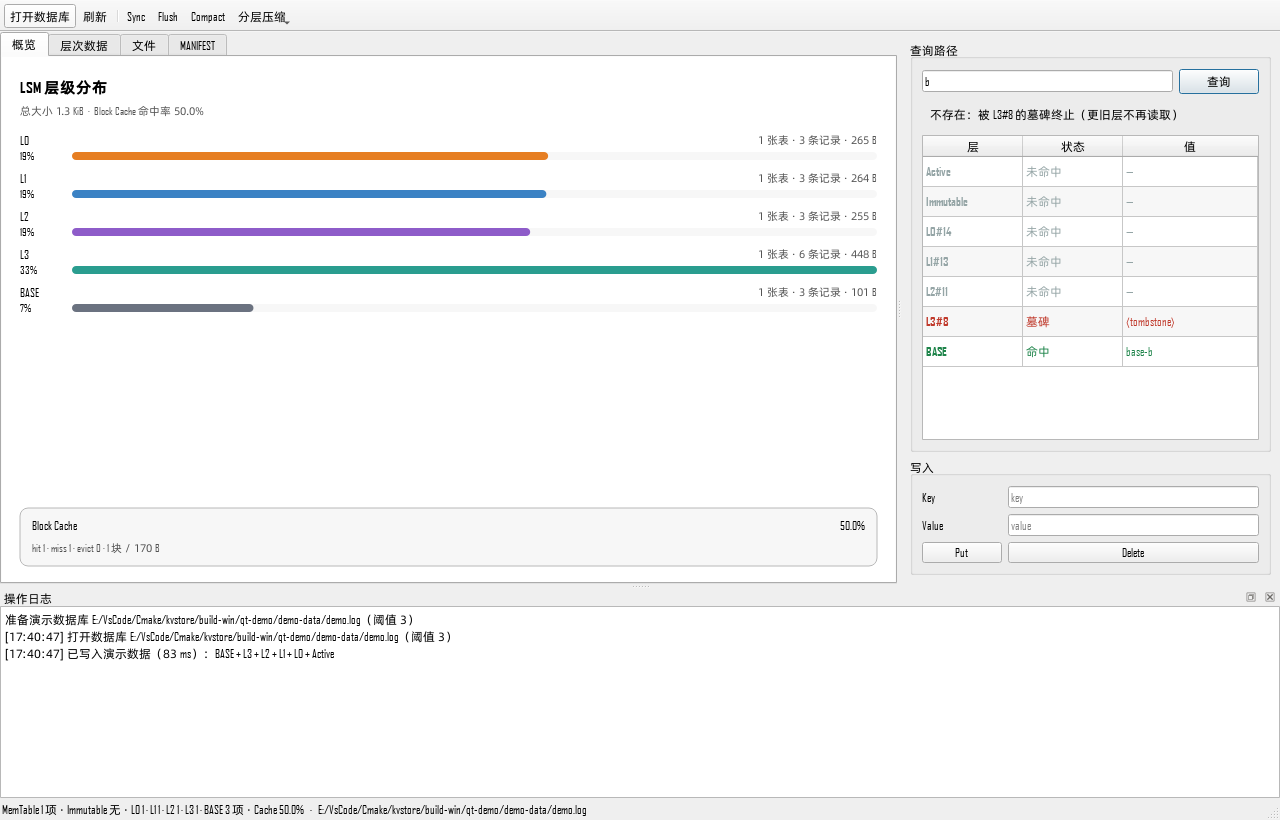 打开数据库 刷新 Sync Flush Compact 分层压缩
概览 层次数据 文件 MANIFEST
LSM 层级分布
总大小 1.3 KiB · Block Cache 命中率 50.0%
L0 1 张表 · 3 条记录 · 265 B
19%
L1 1 张表 · 3 条记录 · 264 B
19%
L2 1 张表 · 3 条记录 · 255 B
19%
L3 1 张表 · 6 条记录 · 448 B
33%
BASE 1 张表 · 3 条记录 · 101 B
7%
Block Cache 50.0%
hit 1 · miss 1 · evict 0 · 1 块 / 170 B
查询路径
b 查询
不存在：被 L3#8 的墓碑终止（更旧层不再读取）
层 状态 值
Active 未命中 —
Immutable 未命中 —
L0#14 未命中 —
L1#13 未命中 —
L2#11 未命中 —
L3#8 墓碑 (tombstone)
BASE 命中 base-b
写入
Key key
Value value
Put Delete
操作日志
准备演示数据库 E:/VsCode/Cmake/kvstore/build-win/qt-demo/demo-data/demo.log（阈值 3）
[17:40:47] 打开数据库 E:/VsCode/Cmake/kvstore/build-win/qt-demo/demo-data/demo.log（阈值 3）
[17:40:47] 已写入演示数据（83 ms）：BASE + L3 + L2 + L1 + L0 + Active
MemTable 1 项 · Immutable 无 · L0 1 · L1 1 · L2 1 · L3 1 · BASE 3 项 · Cache 50.0% · E:/VsCode/Cmake/kvstore/build-win/qt-demo/demo-data/demo.log